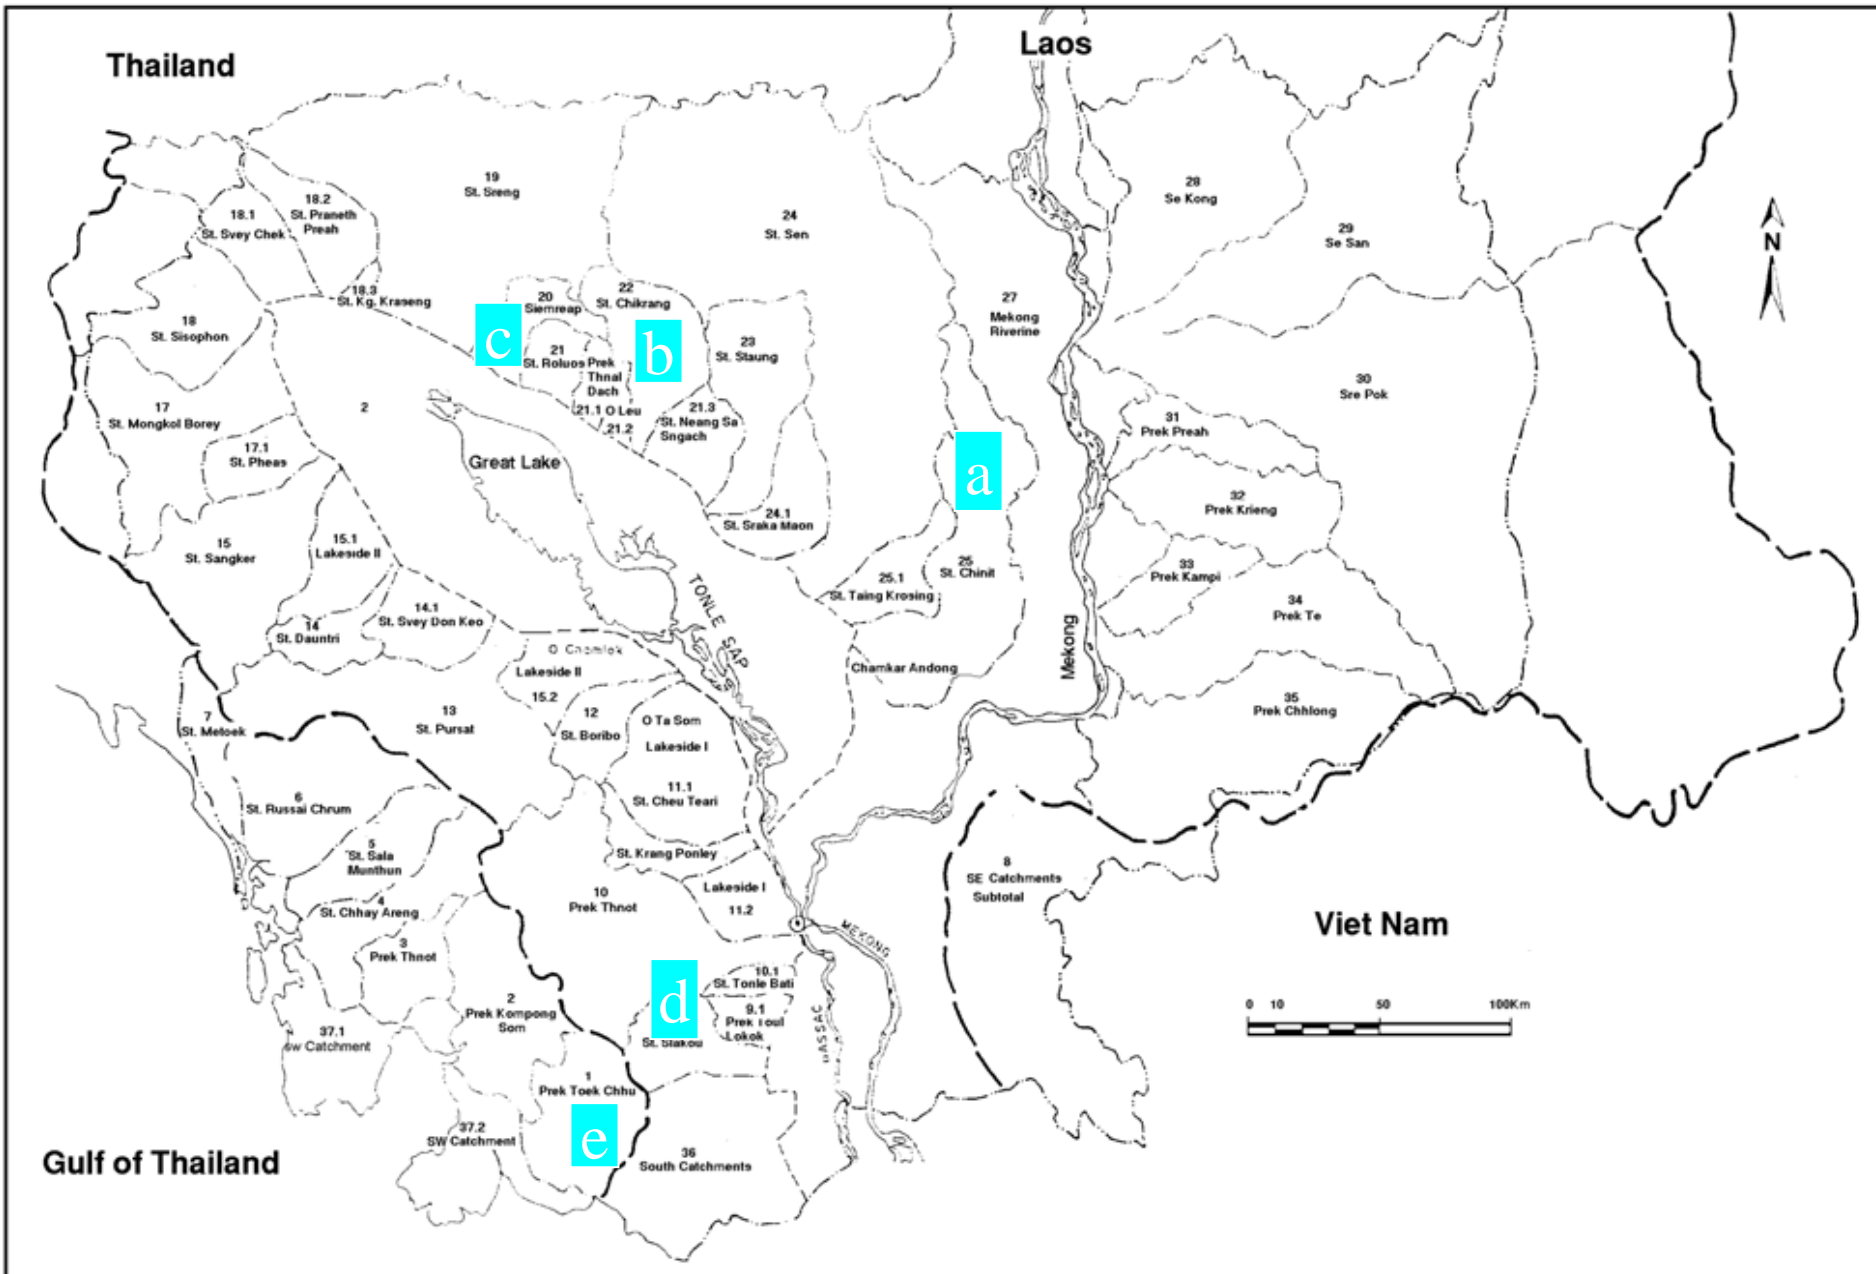 Thailand
Laos
19
St. Sreng
28
Se Kong
18.2
St. Praneth
Preah
18.1
St. Svey Chek
24
St. Sen
29
Se San
N
18.3
St. Kg. Kraseng
20
Siemreap
22
St. Chikrang
27
Mekong
Riverine
18
St. Sisophon
c
b
21
St. Roluos
Prek
Thnal
Dach
23
St. Staung
30
Sre Pok
17
St. Mongkol Borey
2
21.1 O Leu
21.2
21.3
St. Neang Sa
Sngach
31
Prek Preah
17.1
St. Pheas
Great Lake
a
32
Prek Krieng
24.1
St. Sraka Maon
15
St. Sangker
15.1
Lakeside II
25
St. Chinit
33
Prek Kampi
25.1
St. Taing Krosing
14.1
St. Svey Don Keo
14
St. Dauntri
TONLE SAP
34
Prek Te
O Chamlok
Lakeside II
15.2
Chamkar Andong
Mekong
7
St. Metoek
13
St. Pursat
12
St. Boribo
O Ta Som
Lakeside I
35
Prek Chhlong
6
St. Russai Chrum
11.1
St. Cheu Teari
5
St. Sala
Munthun
St. Krang Ponley
8
SE Catchments
Subtotal
Lakeside I
11.2
4
St. Chhay Areng
10
Prek Thnot
MEKONG
Viet Nam
3
Prek Thnot
10.1
St. Tonle Bati
d
2
Prek Kompong
Som
9.1
Prek Toul
Lokok
BASSAC
0 10 50 100Km
37.1
SW Catchment
St. Slakou
1
Prek Toek Chhu
e
37.2
SW Catchment
36
South Catchments
Gulf of Thailand